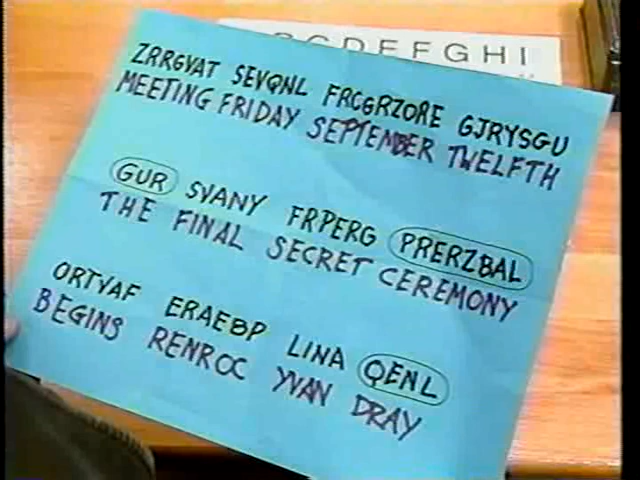 BCDEFGHI
ZRRGVAT SEVQNL FRCGRZORE GJRYSGU
MEETING FRIDAY SEPTEMBER TWELFTH
GUR SVANY FRPERG PRERZBAL
THE FINAL SECRET CEREMONY
ORTVAF ERAEBP LINA QENL
BEGINS RENROC YVAN DRAY